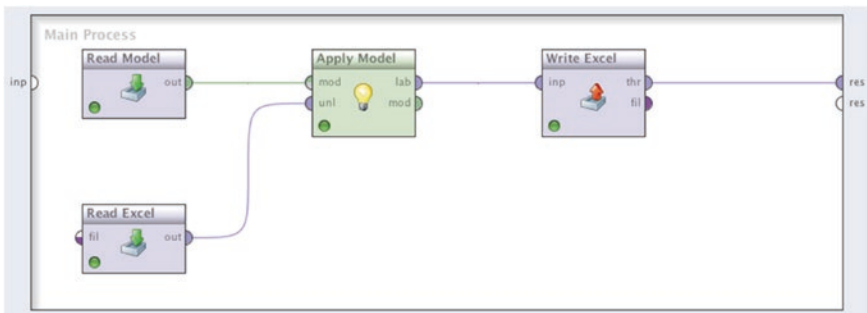 Main Process
Read Model
out
Apply Model
mod
lab
unl
mod
Write Excel
inp
thr
fil
inp
res
res
Read Excel
fil
out